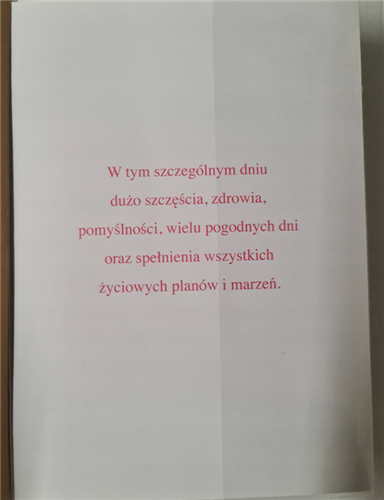 W tym szczególnym dniu
dużo szczęścia, zdrowia,
pomyślności, wielu pogodnych dni
oraz spełnienia wszystkich
życiowych planów i marzeń.